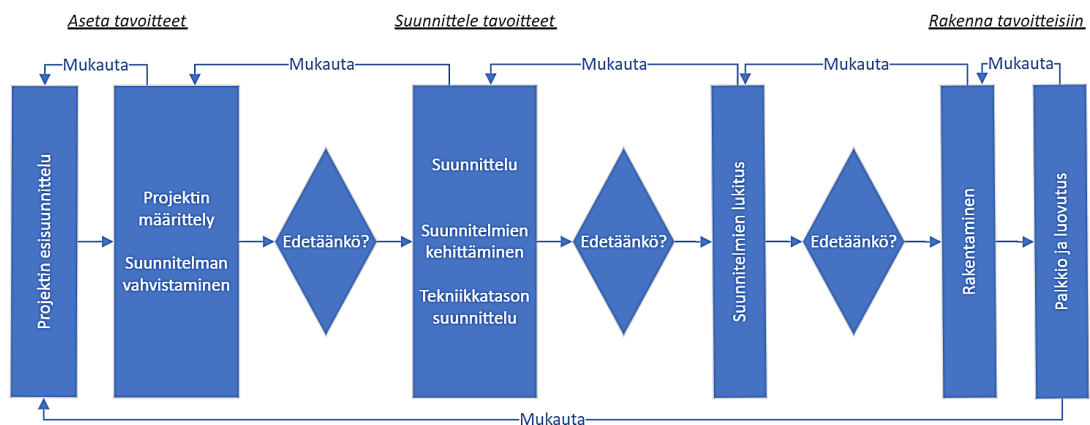 Aseta tavoitteet
Suunnittele tavoitteet
Rakenna tavoitteisiin
Mukauta
Mukauta
Mukauta
Mukauta
Mukauta
Projektin esisuunnittelu
Projektin
määrittely
Suunnitelman
vahvistaminen
Edetäänkö?
Suunnittelu
Suunnitelmien
kehittäminen
Tekniikkatason
suunnittelu
Edetäänkö?
Suunnitelmien lukitus
Edetäänkö?
Rakentaminen
Palkkio ja luovutus
Mukauta